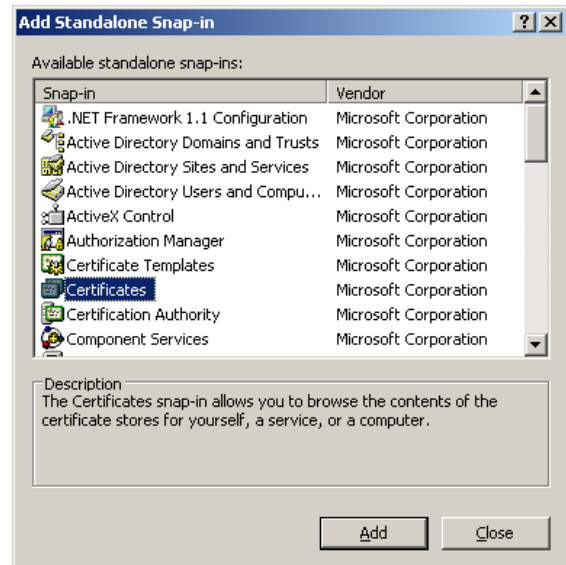 Add Standalone Snap-in
Available standalone snap-ins:
Snap-in Vendor
.NET Framework 1.1 Configuration Microsoft Corporation
Active Directory Domains and Trusts Microsoft Corporation
Active Directory Sites and Services Microsoft Corporation
Active Directory Users and Compu... Microsoft Corporation
ActiveX Control Microsoft Corporation
Authorization Manager Microsoft Corporation
Certificate Templates Microsoft Corporation
Certificates Microsoft Corporation
Certification Authority Microsoft Corporation
Component Services Microsoft Corporation
Description
The Certificates snap-in allows you to browse the contents of the
certificate stores for yourself, a service, or a computer.
Add Close